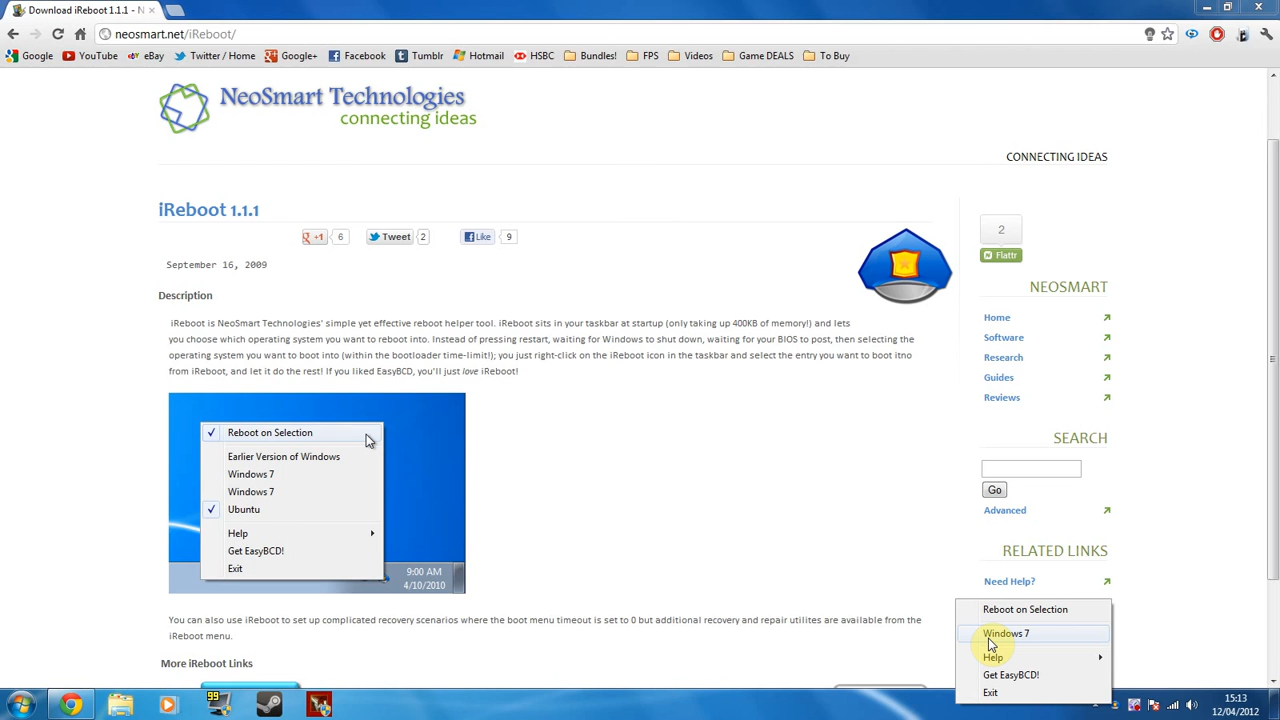 Download iReboot 1.1.1 - N
neosmart.net/iReboot/
Google YouTube eBay Twitter / Home Google+ Facebook Tumblr Hotmail HSBC Bundles! FPS Videos Game DEALS To Buy
NeoSmart Technologies
connecting ideas
CONNECTING IDEAS
iReboot 1.1.1
+1 6 Tweet 2 Like 9
September 16, 2009
Description
iReboot is NeoSmart Technologies' simple yet effective reboot helper tool. iReboot sits in your taskbar at startup (only taking up 400KB of memory!) and lets
you choose which operating system you want to reboot into. Instead of pressing restart, waiting for Windows to shut down, waiting for your BIOS to post, then selecting the
operating system you want to boot into (within the bootloader time-limit!); you just right-click on the iReboot icon in the taskbar and select the entry you want to boot itno
from iReboot, and let it do the rest! If you liked EasyBCD, you'll just love iReboot!
Reboot on Selection
Earlier Version of Windows
Windows 7
Windows 7
Ubuntu
Help
Get EasyBCD!
Exit
9:00 AM
4/10/2010
You can also use iReboot to set up complicated recovery scenarios where the boot menu timeout is set to 0 but additional recovery and repair utilites are available from the
iReboot menu.
More iReboot Links
2
Flattr
NEOSMART
Home
Software
Research
Guides
Reviews
SEARCH
Go
Advanced
RELATED LINKS
Need Help?
Reboot on Selection
Windows 7
Help
Get EasyBCD!
Exit
99
15:13
12/04/2012